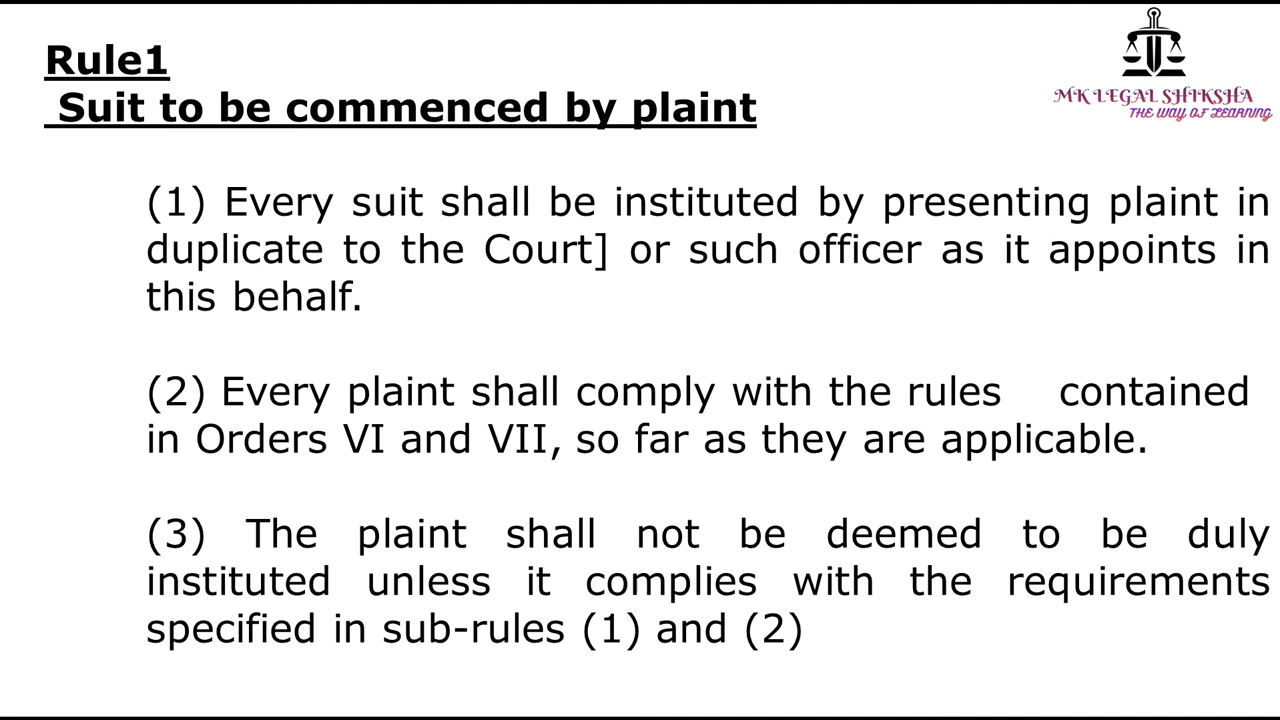 Rule1
Suit to be commenced by plaint
MK LEGAL SHIKSHA
THE WAY OF LEARNING
(1) Every suit shall be instituted by presenting plaint in
duplicate to the Court] or such officer as it appoints in
this behalf.
(2) Every plaint shall comply with the rules contained
in Orders VI and VII, so far as they are applicable.
(3) The plaint shall not be deemed to be duly
instituted unless it complies with the requirements
specified in sub-rules (1) and (2)